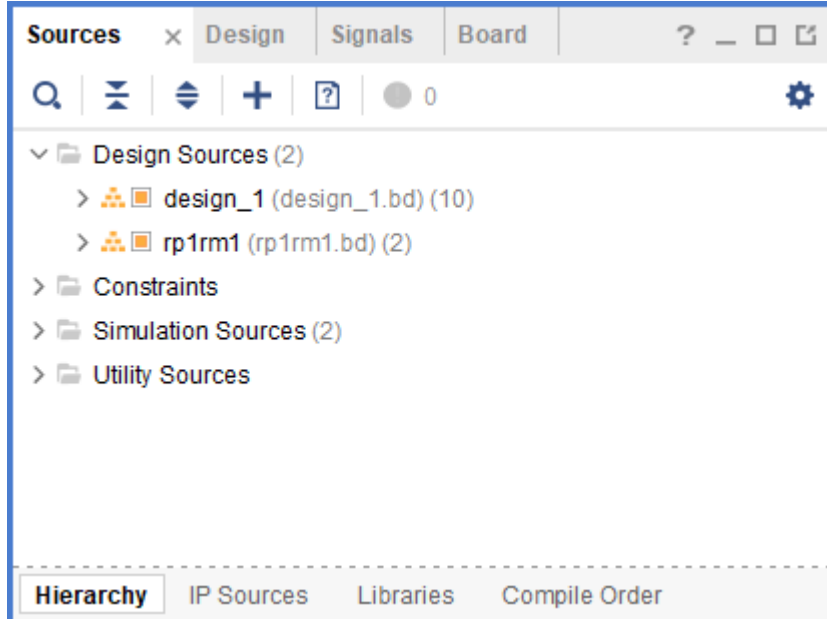 Sources × Design Signals Board ? _
? 0
Design Sources (2)
design_1 (design_1.bd) (10)
rp1rm1 (rp1rm1.bd) (2)
Constraints
Simulation Sources (2)
Utility Sources
Hierarchy IP Sources Libraries Compile Order